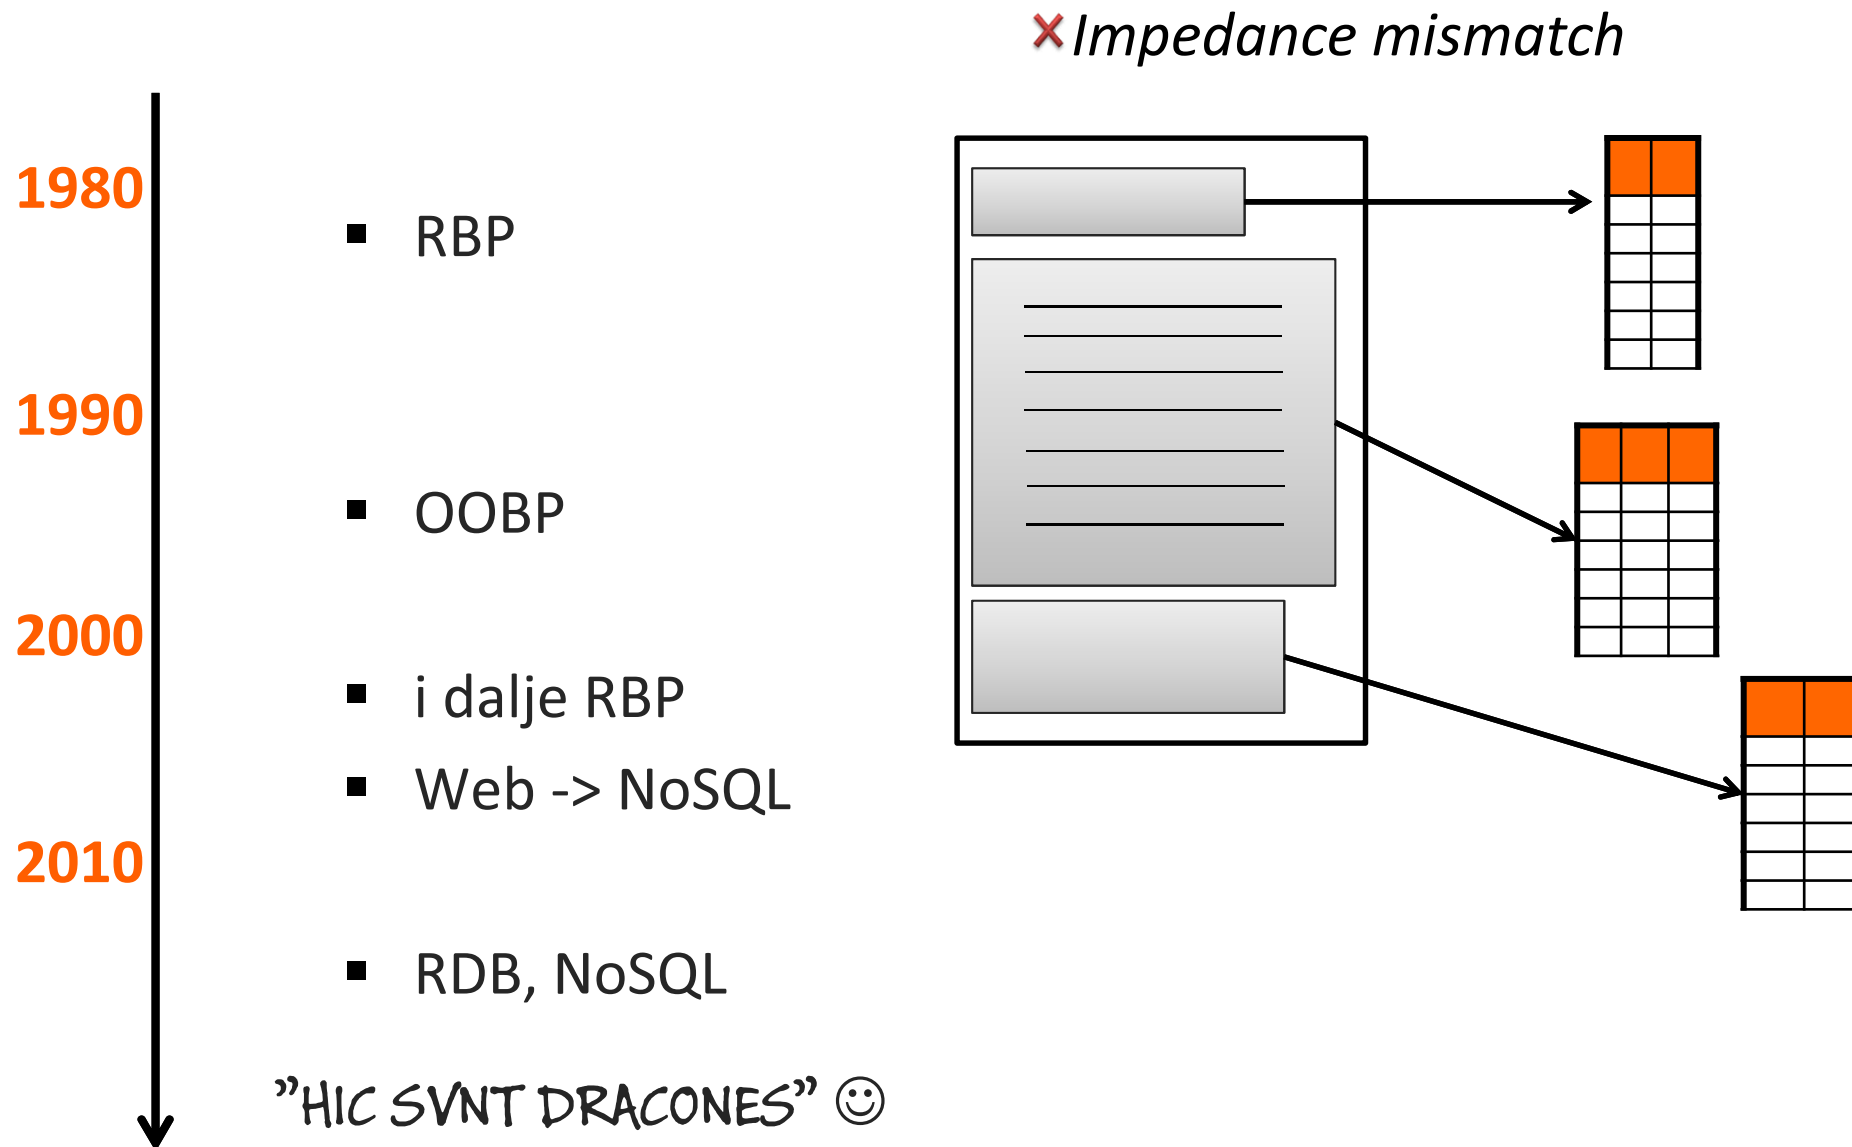 Impedance mismatch
1980
▪ RBP
1990
▪ OOBP
2000
▪ i dalje RBP
▪ Web -> NoSQL
2010
▪ RDB, NoSQL
”HIC SVNT DRACONES” ☺